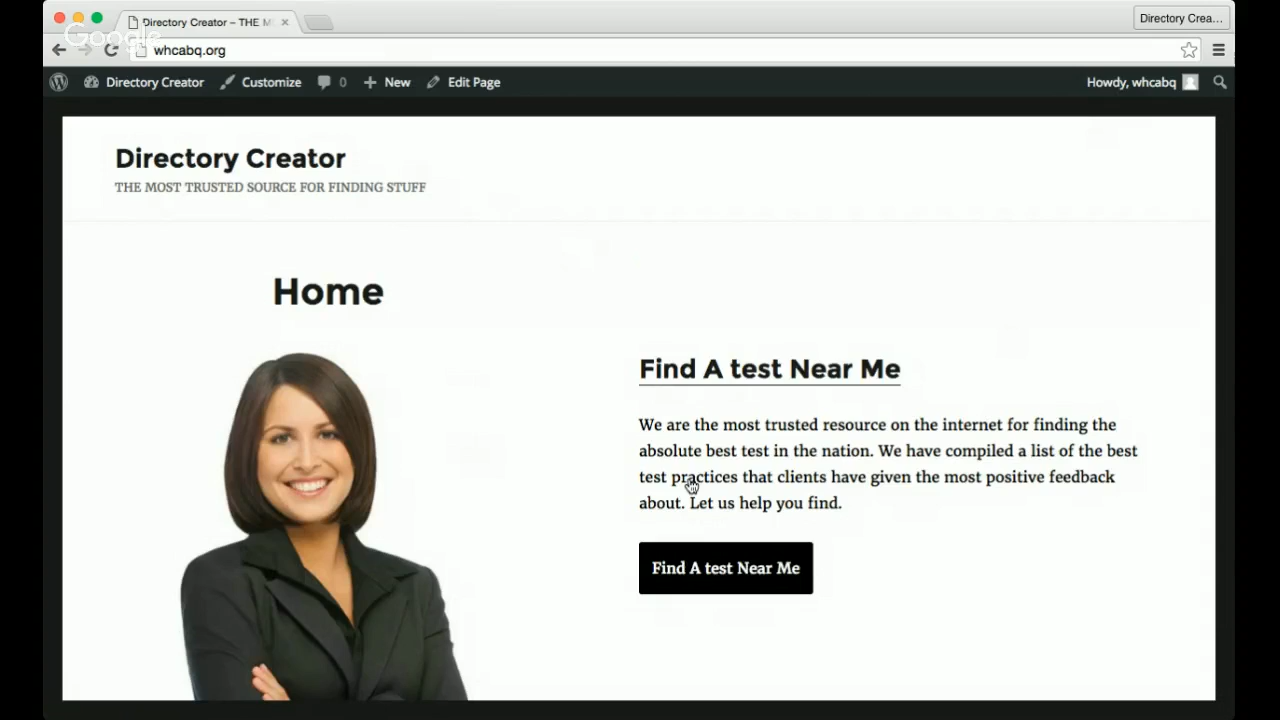 Directory Creator – THE M
Directory Crea...
Google
whcabq.org
Directory Creator
Customize
0
New
Edit Page
Howdy, whcabq
Directory Creator
THE MOST TRUSTED SOURCE FOR FINDING STUFF
Home
Find A test Near Me
We are the most trusted resource on the internet for finding the
absolute best test in the nation. We have compiled a list of the best
test practices that clients have given the most positive feedback
about. Let us help you find.
Find A test Near Me